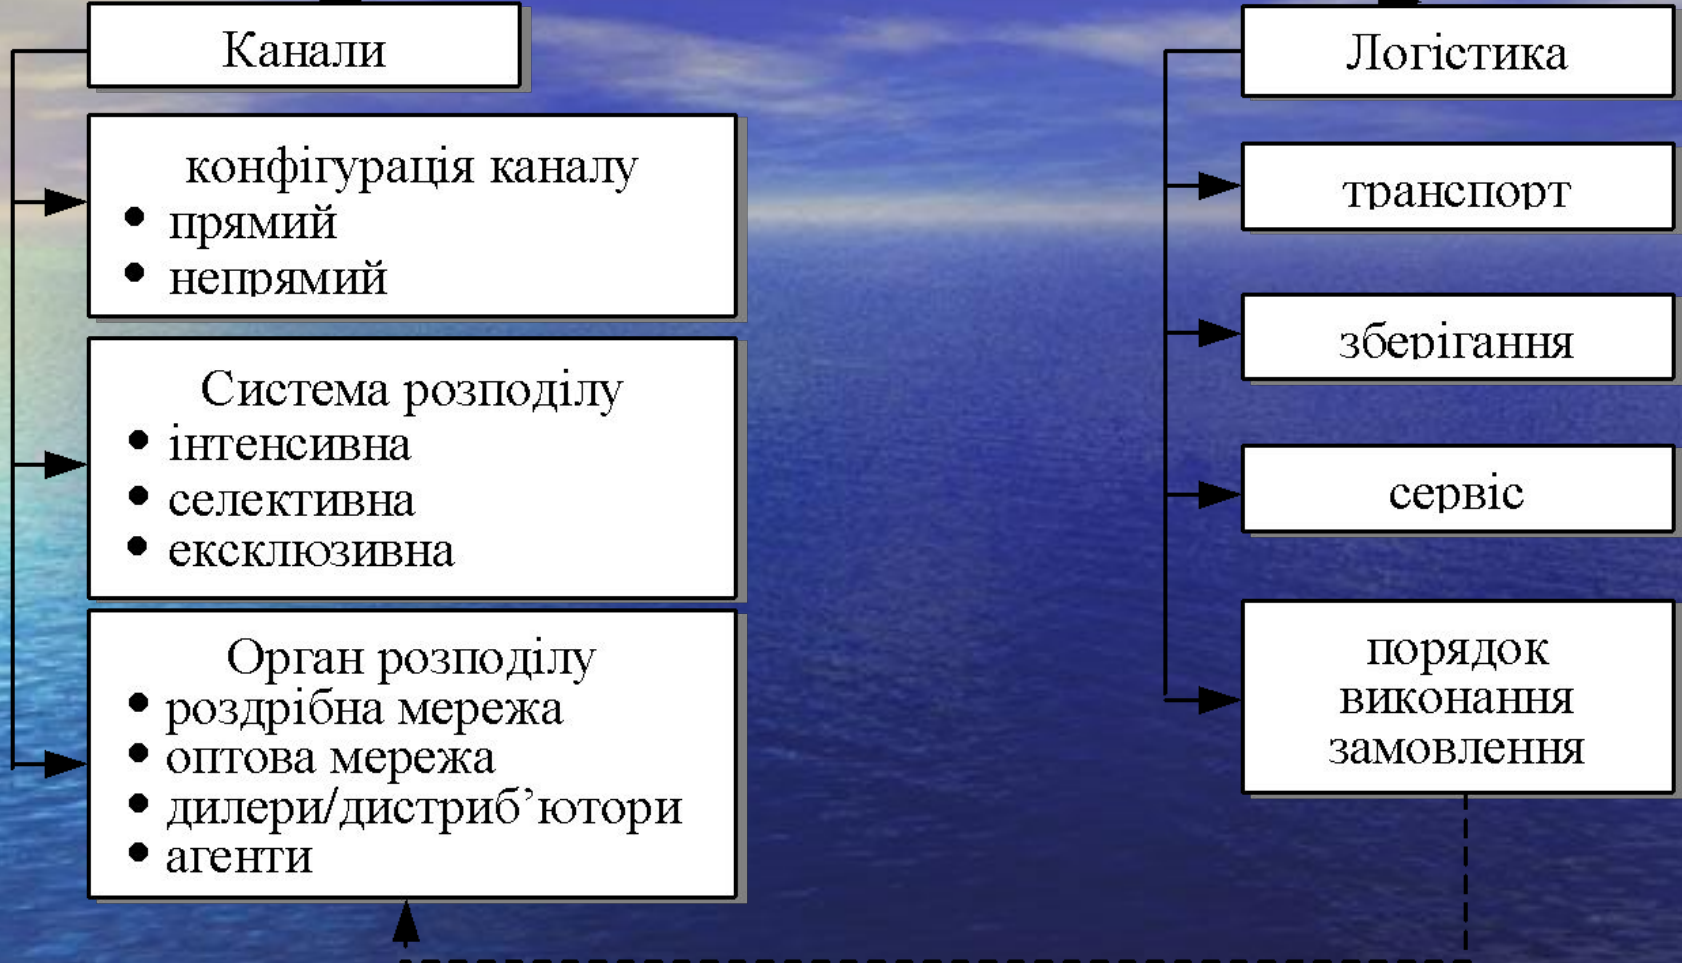 Канали
конфігурація каналу
• прямий
• непрямий
Система розподілу
• інтенсивна
• селективна
• ексклюзивна
Орган розподілу
• роздрібна мережа
• оптова мережа
• дилери/дистриб’ютори
• агенти
Логістика
транспорт
зберігання
сервіс
порядок
виконання
замовлення